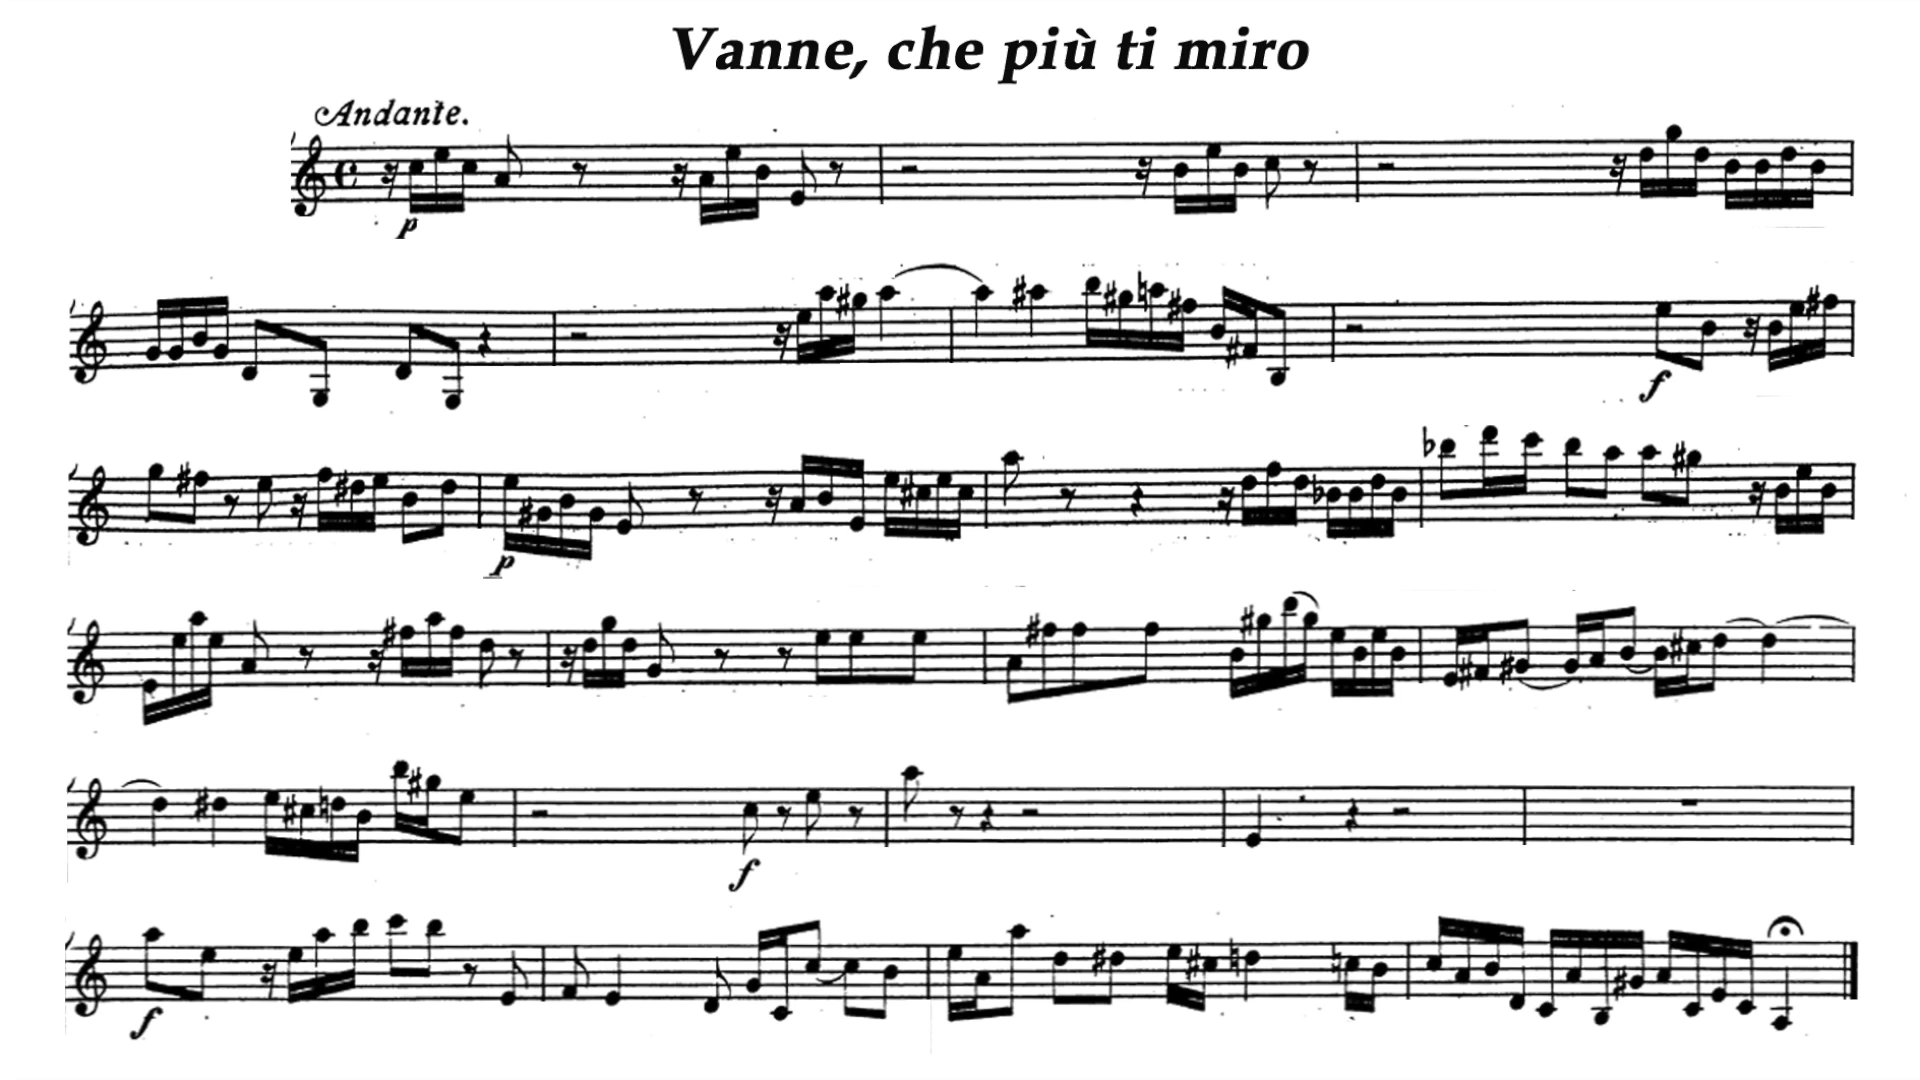 Vanne, che più ti miro
Andante.
p
f
p
f
f